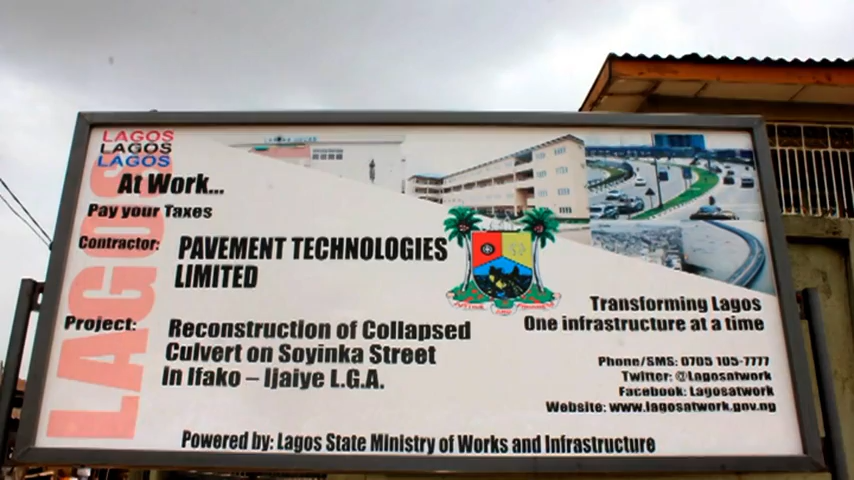 LAGOS
LAGOS
LAGOS
LAGOS
At Work...
Pay your Taxes
Contractor: PAVEMENT TECHNOLOGIES
LIMITED
Project: Reconstruction of Collapsed
Culvert on Soyinka Street
In Ifako – Ijaiye L.G.A.
Transforming Lagos
One infrastructure at a time
Phone/SMS: 0705 105-7777
Twitter: @Lagosatwork
Facebook: Lagosatwork
Website: www.lagosatwork.gov.ng
Powered by: Lagos State Ministry of Works and Infrastructure